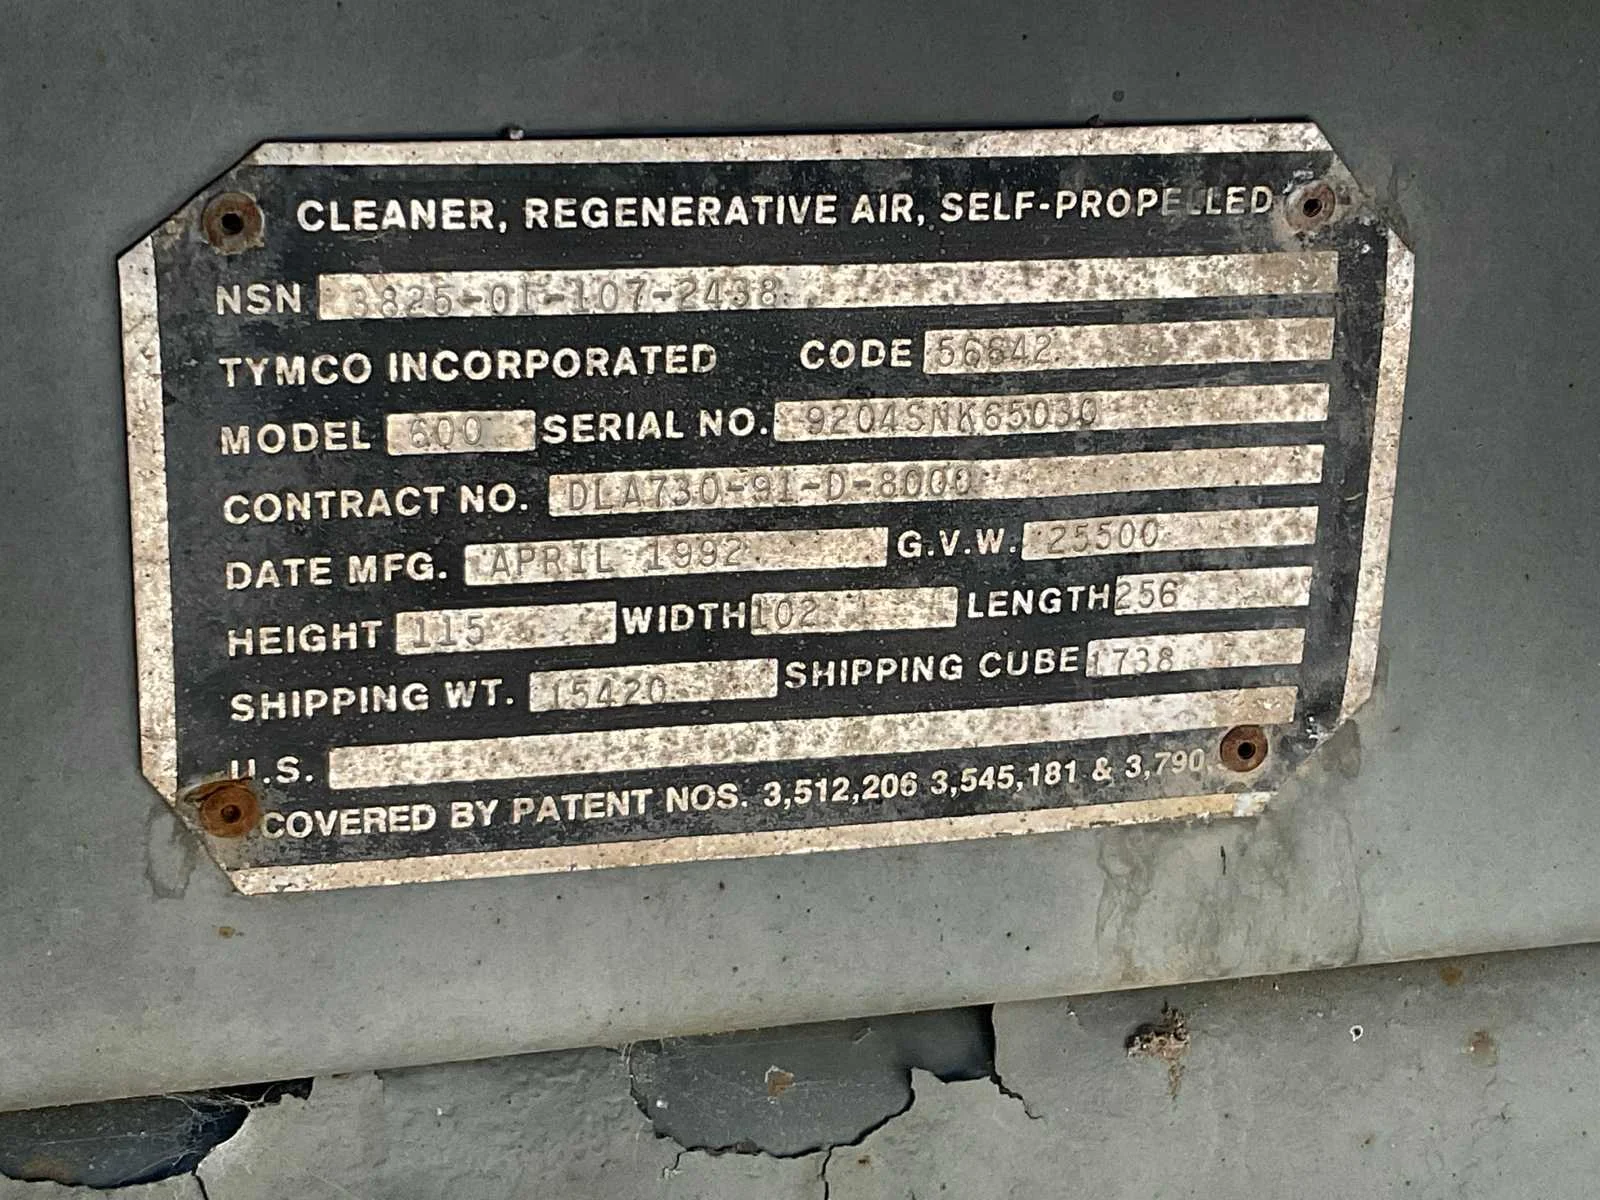 CLEANER, REGENERATIVE AIR, SELF-PROPELLED
NSN 3825-01-107-2438
TYMCO INCORPORATED CODE 56642
MODEL 600 SERIAL NO. 9204SNK65030
CONTRACT NO. DLA730-91-D-8000
DATE MFG. APRIL 1992 G.V.W. 25500
HEIGHT 115 WIDTH 102 LENGTH 256
SHIPPING WT. 15420 SHIPPING CUBE 1738
U.S.
COVERED BY PATENT NOS. 3,512,206 3,545,181 & 3,790,